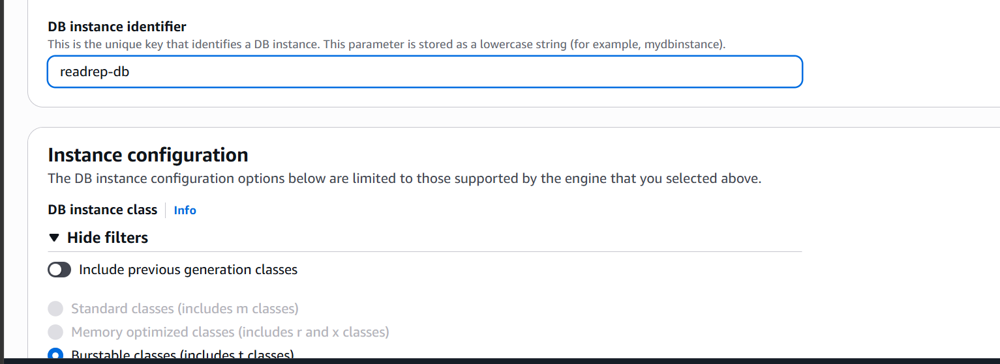 DB instance identifier
This is the unique key that identifies a DB instance. This parameter is stored as a lowercase string (for example, mydbinstance).
readrep-db
Instance configuration
The DB instance configuration options below are limited to those supported by the engine that you selected above.
DB instance class Info
Hide filters
Include previous generation classes
Standard classes (includes m classes)
Memory optimized classes (includes r and x classes)
Burstable classes (includes t classes)